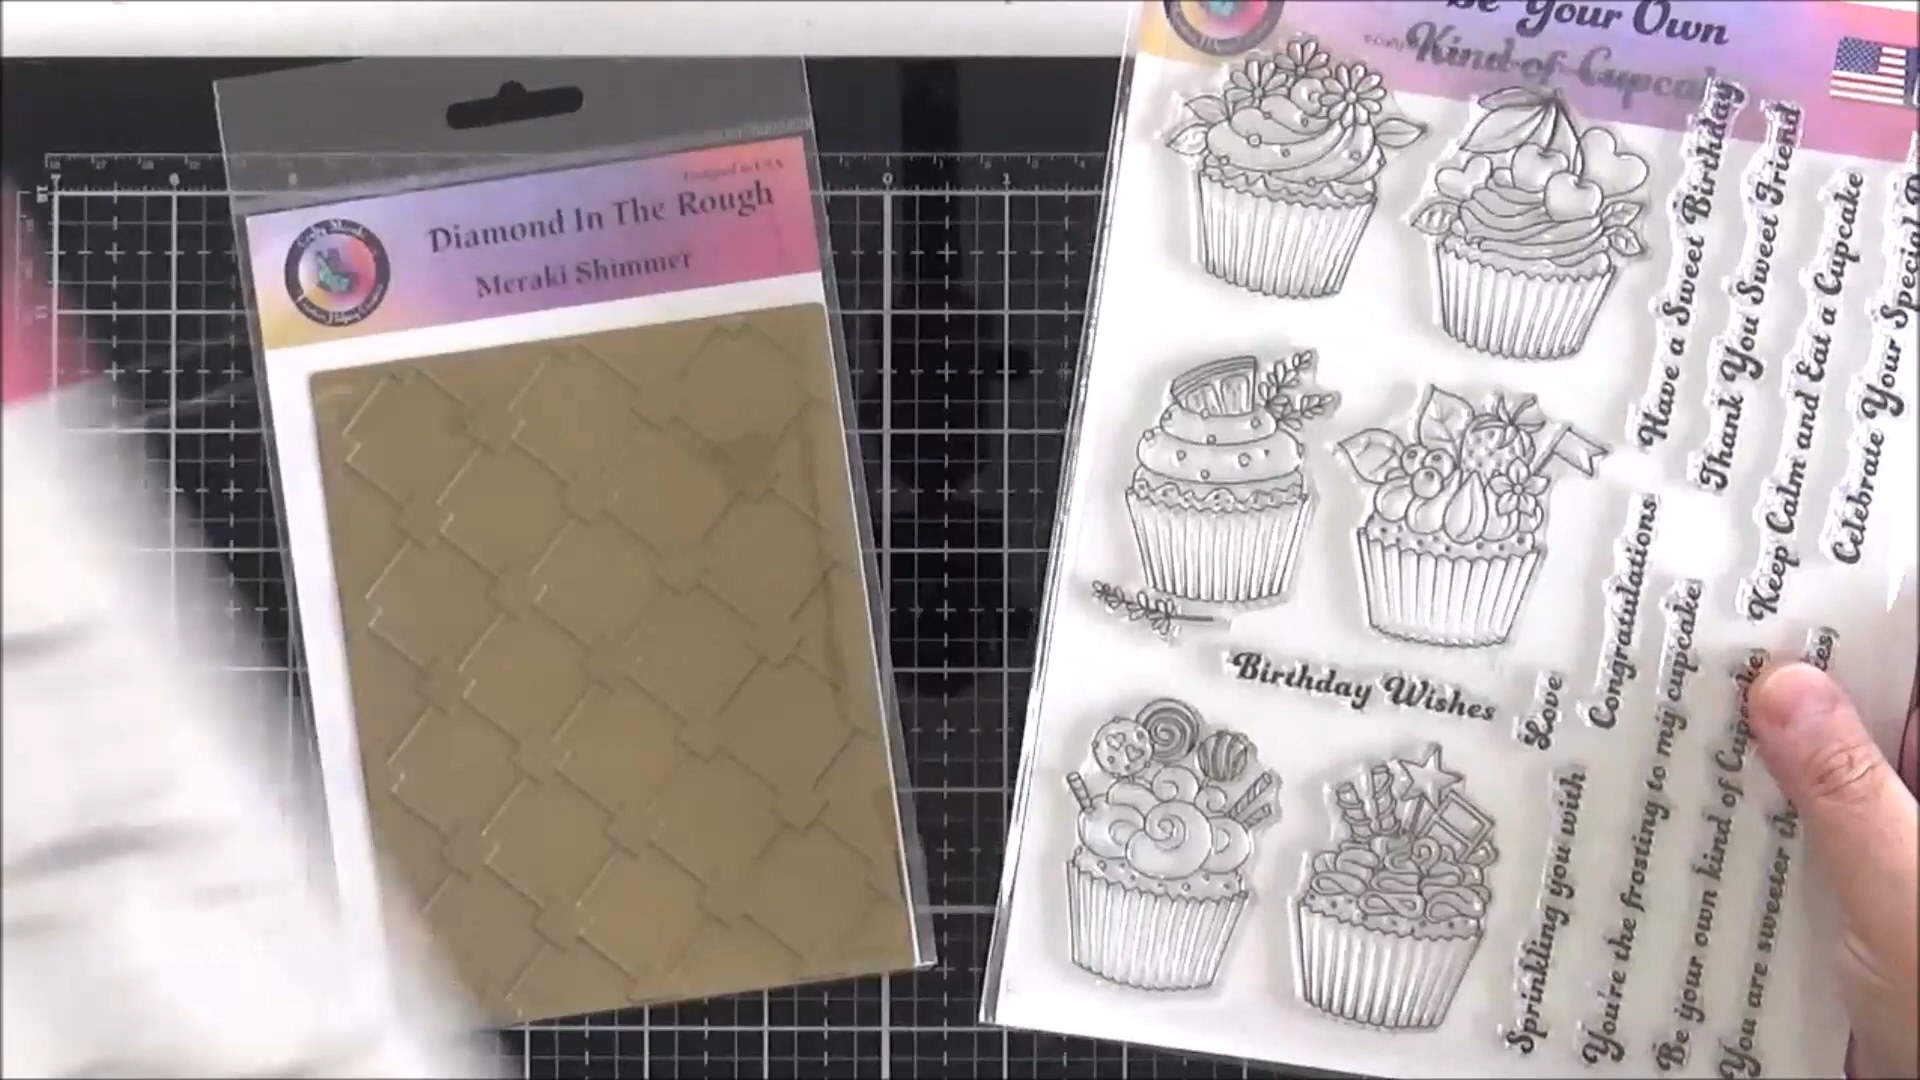 Designed in USA
Diamond In The Rough
Meraki Shimmer
Be Your Own
Kind of Cupcake
Have a Sweet Birthday
Thank You Sweet Friend
Keep Calm and Eat a Cupcake
Celebrate Your Special
Birthday Wishes
Love
Congratulations
Sprinkling you with
You're the frosting to my cupcake
Be your own kind of Cupcake
You are sweeter